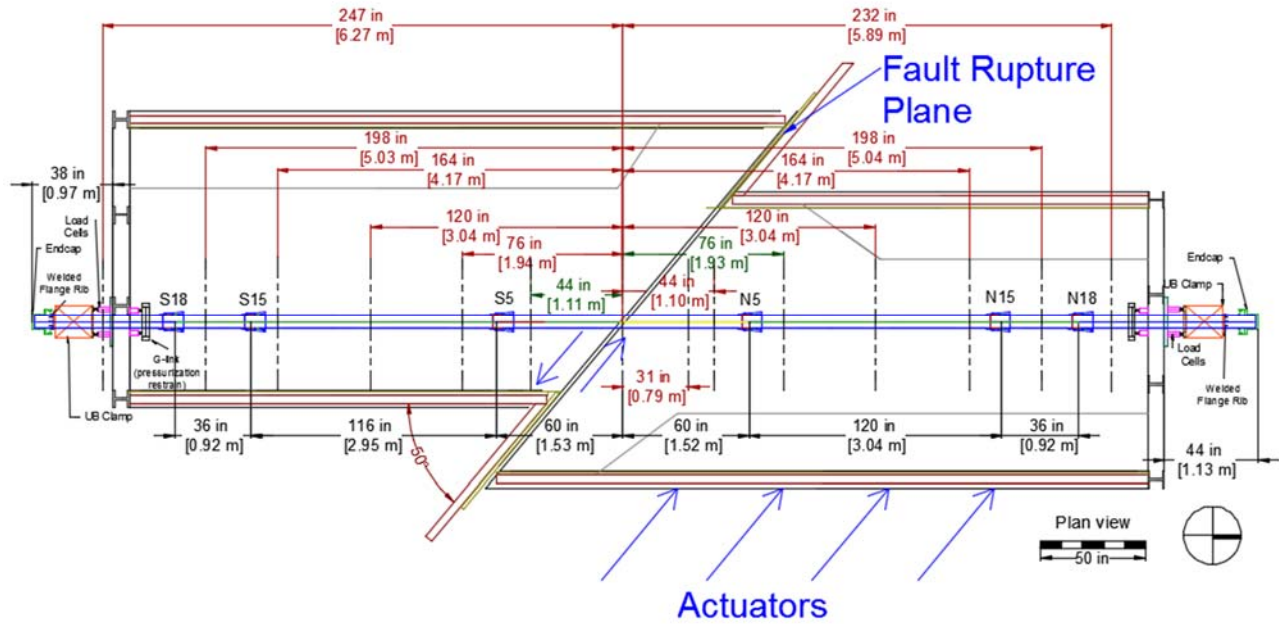 247 in
[6.27 m]
232 in
[5.89 m]
Fault Rupture
Plane
198 in
[5.03 m]
198 in
[5.04 m]
164 in
[4.17 m]
164 in
[4.17 m]
38 in
[0.97 m]
Load
Cells
Endcap
Welded
Flange Rib
120 in
[3.04 m]
120 in
[3.04 m]
76 in
[1.94 m]
76 in
[1.93 m]
44 in
[1.11 m]
44 in
[1.10 m]
Endcap
UB Clamp
S18
S15
S5
N5
N15
N18
G-link
(pressurization
restrain)
UB Clamp
Load
Cells
Welded
Flange Rib
31 in
[0.79 m]
36 in
[0.92 m]
116 in
[2.95 m]
60 in
[1.53 m]
60 in
[1.52 m]
120 in
[3.04 m]
36 in
[0.92 m]
44 in
[1.13 m]
50°
Plan view
50 in
Actuators